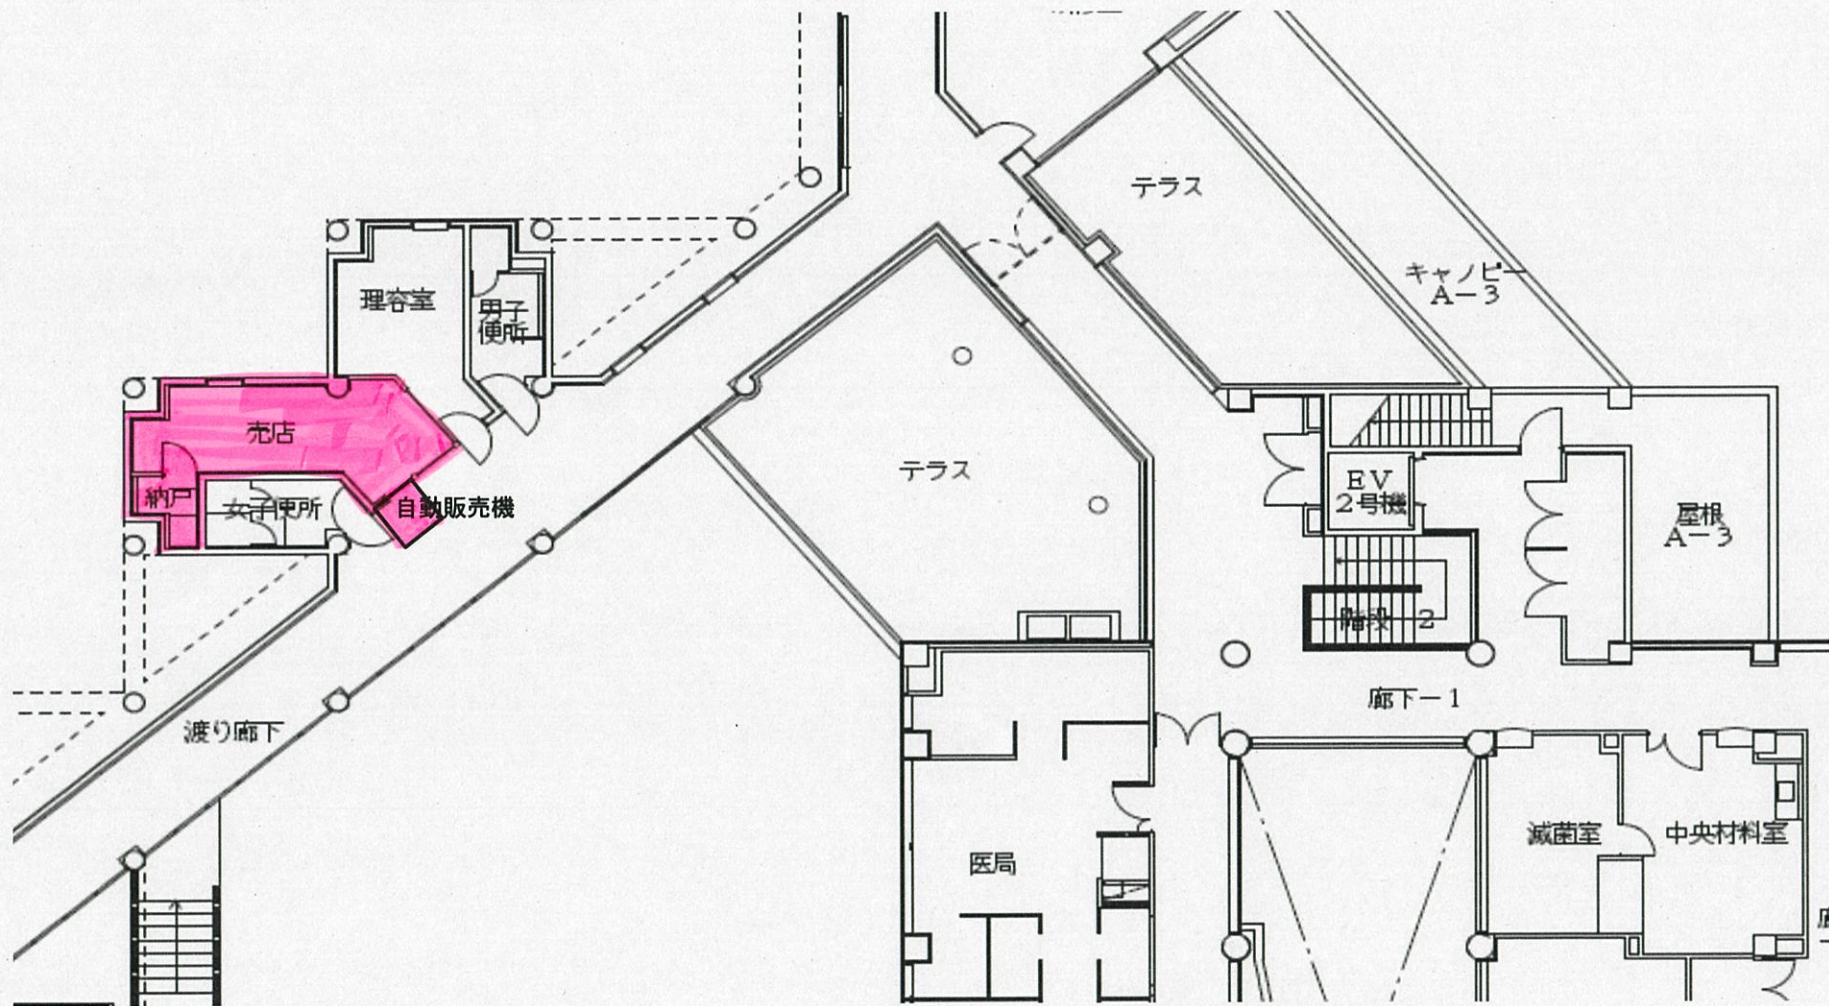 テラス
キャノピー
A－3
理容室
男子
便所
売店
納戸
女子便所
自動販売機
テラス
EV
2号機
屋根
A－3
階段　2
廊下－1
渡り廊下
滅菌室
中央材料室
医局